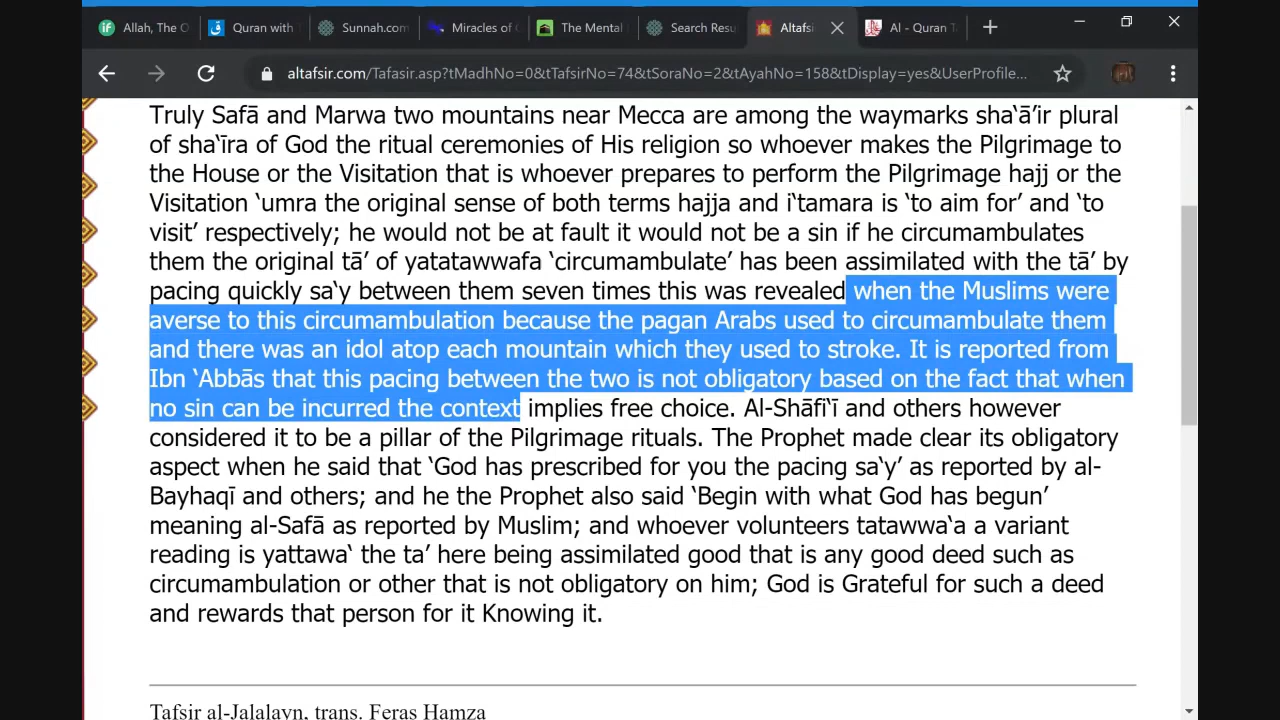 Allah, The O
Quran with
Sunnah.com
Miracles of
The Mental
Search Resu
Altafsi
Al - Quran T
altafsir.com/Tafasir.asp?tMadhNo=0&tTafsirNo=74&tSoraNo=2&tAyahNo=158&tDisplay=yes&UserProfile...
Truly Safā and Marwa two mountains near Mecca are among the waymarks sha‘ā’ir plural
of sha‘īra of God the ritual ceremonies of His religion so whoever makes the Pilgrimage to
the House or the Visitation that is whoever prepares to perform the Pilgrimage hajj or the
Visitation ‘umra the original sense of both terms hajja and i‘tamara is ‘to aim for’ and ‘to
visit’ respectively; he would not be at fault it would not be a sin if he circumambulates
them the original tā’ of yatatawwafa ‘circumambulate’ has been assimilated with the tā’ by
pacing quickly sa‘y between them seven times this was revealed when the Muslims were
averse to this circumambulation because the pagan Arabs used to circumambulate them
and there was an idol atop each mountain which they used to stroke. It is reported from
Ibn ‘Abbās that this pacing between the two is not obligatory based on the fact that when
no sin can be incurred the context implies free choice. Al-Shāfi‘ī and others however
considered it to be a pillar of the Pilgrimage rituals. The Prophet made clear its obligatory
aspect when he said that ‘God has prescribed for you the pacing sa‘y’ as reported by al-
Bayhaqī and others; and he the Prophet also said ‘Begin with what God has begun’
meaning al-Safā as reported by Muslim; and whoever volunteers tatawwa‘a a variant
reading is yattawa‘ the ta’ here being assimilated good that is any good deed such as
circumambulation or other that is not obligatory on him; God is Grateful for such a deed
and rewards that person for it Knowing it.
Tafsir al-Jalalayn, trans. Feras Hamza